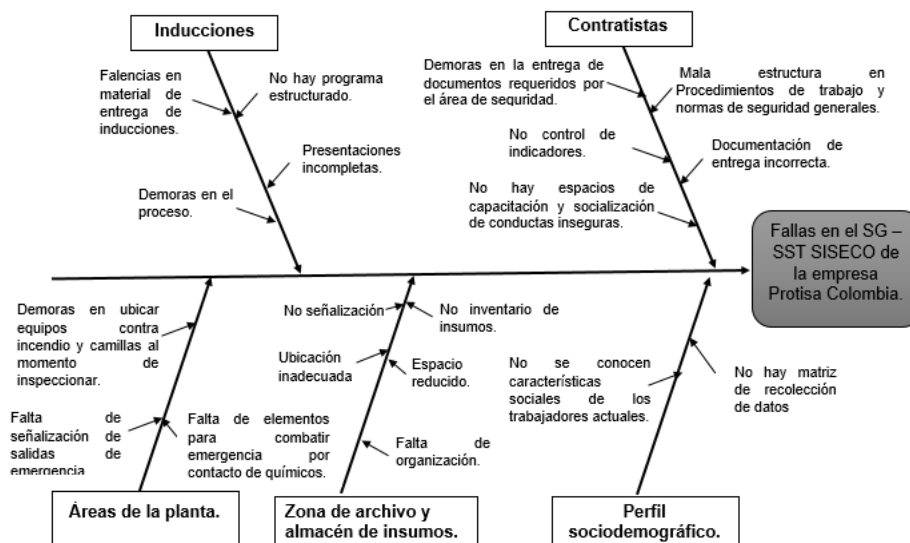 Inducciones
Contratistas
Falencias en
material de
entrega de
inducciones.
No hay programa
estructurado.
Presentaciones
incompletas.
Demoras en el
proceso.
Demoras en la entrega
de documentos
requeridos por
el área de seguridad.
Mala estructura en
Procedimientos de trabajo y
normas de seguridad generales.
No control de
indicadores.
Documentación de
entrega incorrecta.
No hay espacios de
capacitación y socialización
de conductas inseguras.
Fallas en el SG –
SST SISECO de
la empresa
Protisa Colombia.
Demoras en ubicar
equipos contra
incendio y camillas al
momento de
inspeccionar.
Falta de
señalización de
salidas de
emergencia
Falta de elementos
para combatir
emergencia por
contacto de químicos.
No señalización
No inventario de
insumos.
Ubicación
inadecuada
Espacio
reducido.
Falta de
organización.
No se conocen
características
sociales de los
trabajadores actuales.
No hay matriz
de recolección
de datos
Áreas de la planta.
Zona de archivo y
almacén de insumos.
Perfil
sociodemográfico.